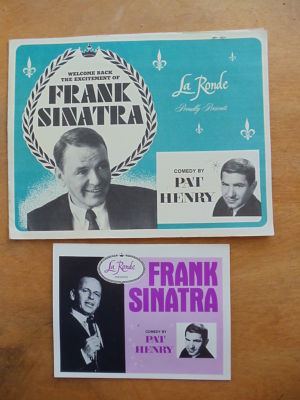 WELCOME BACK
THE EXCITEMENT OF
FRANK
SINATRA
La Ronde
Proudly Presents
COMEDY BY
PAT
HENRY
La Ronde
FRANK
SINATRA
COMEDY BY
PAT
HENRY